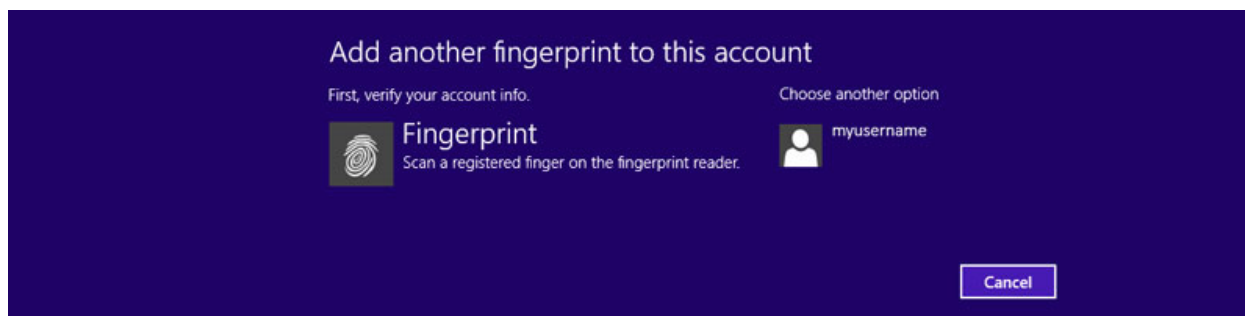 Add another fingerprint to this account
First, verify your account info.
Fingerprint
Scan a registered finger on the fingerprint reader.
Choose another option
myusername
Cancel